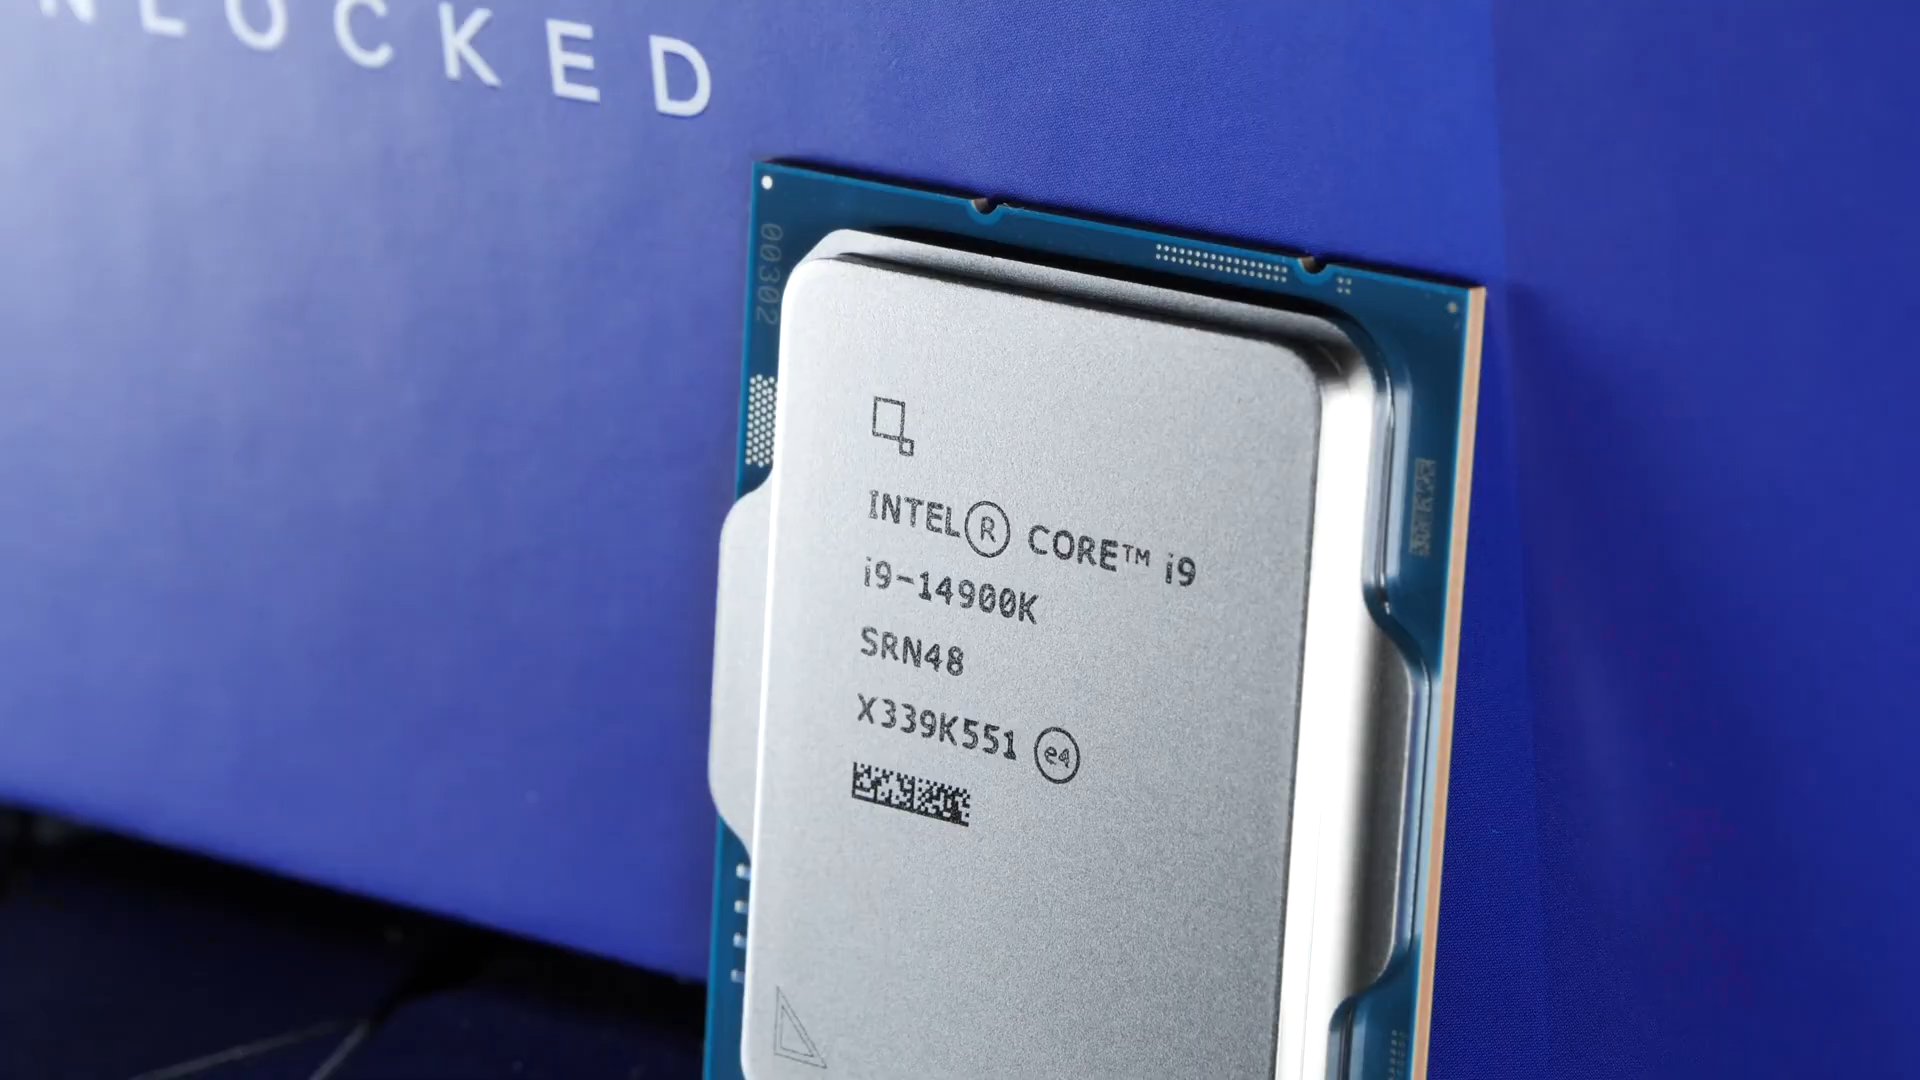 NLOCKED
00302
INTEL® CORE™ i9
i9-14900K
SRN48
X339K551 e4